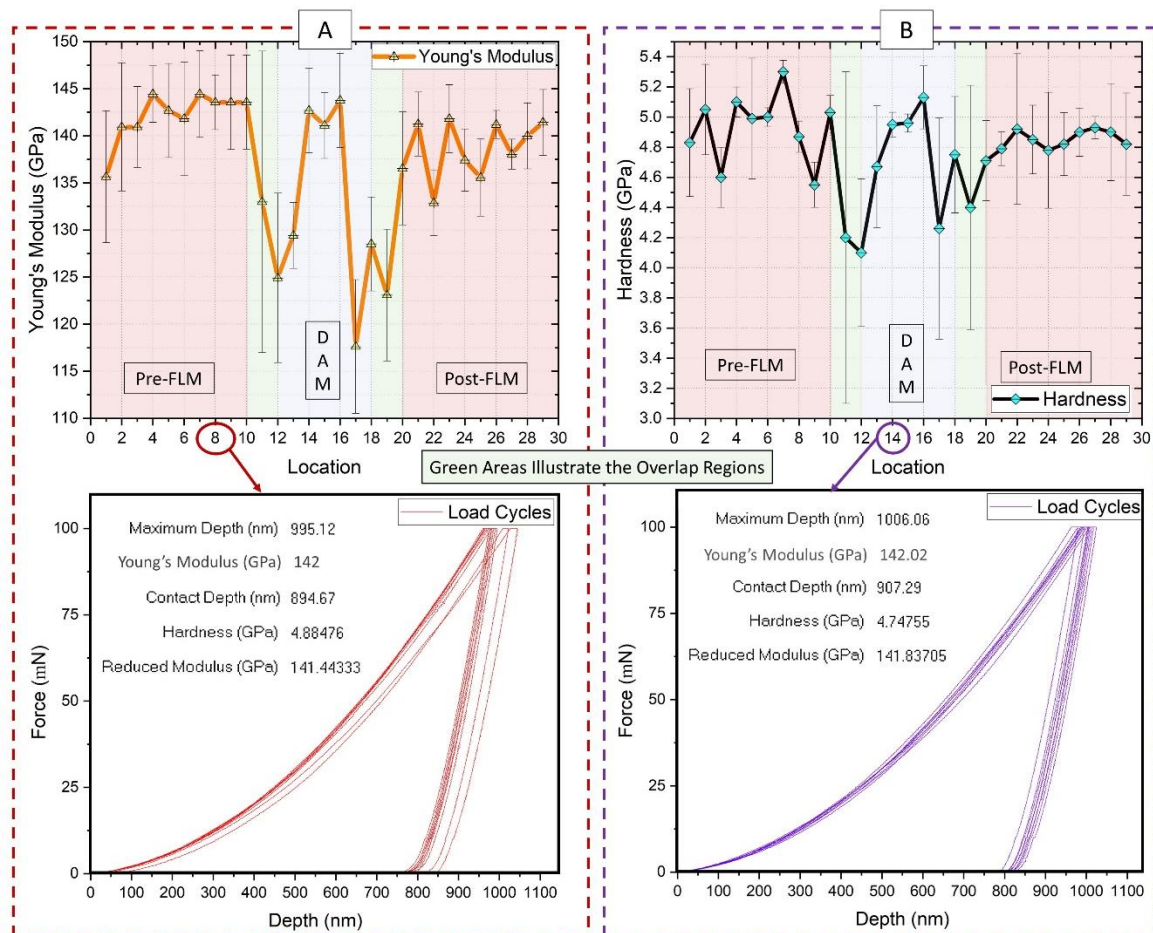 A
150
145
140
135
130
125
120
115
110
Young's Modulus (GPa)
Young's Modulus
Pre-FLM
D
A
M
Post-FLM
0 2 4 6 8 10 12 14 16 18 20 22 24 26 28 30
Location
B
5.4
5.2
5.0
4.8
4.6
4.4
4.2
4.0
3.8
3.6
3.4
3.2
3.0
Hardness (GPa)
Pre-FLM
D
A
M
Post-FLM
Hardness
0 2 4 6 8 10 12 14 16 18 20 22 24 26 28 30
Location
Green Areas Illustrate the Overlap Regions
Load Cycles
Maximum Depth (nm) 995.12
Young's Modulus (GPa) 142
Contact Depth (nm) 894.67
Hardness (GPa) 4.88476
Reduced Modulus (GPa) 141.44333
100
75
50
25
0
Force (mN)
0 100 200 300 400 500 600 700 800 900 1000 1100
Depth (nm)
Load Cycles
Maximum Depth (nm) 1006.06
Young's Modulus (GPa) 142.02
Contact Depth (nm) 907.29
Hardness (GPa) 4.74755
Reduced Modulus (GPa) 141.83705
100
75
50
25
0
Force (mN)
0 100 200 300 400 500 600 700 800 900 1000 1100
Depth (nm)